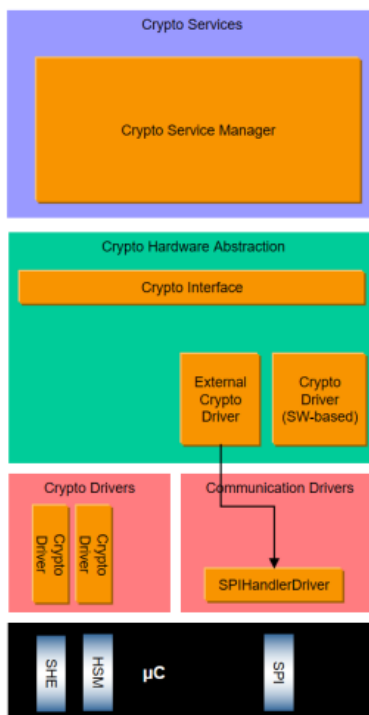 Crypto Services
Crypto Service Manager
Crypto Hardware Abstraction
Crypto Interface
External
Crypto
Driver
Crypto
Driver
(SW-based)
Crypto Drivers
Communication Drivers
Crypto
Driver
Crypto
Driver
SPIHandlerDriver
SHE
HSM
µC
SPI